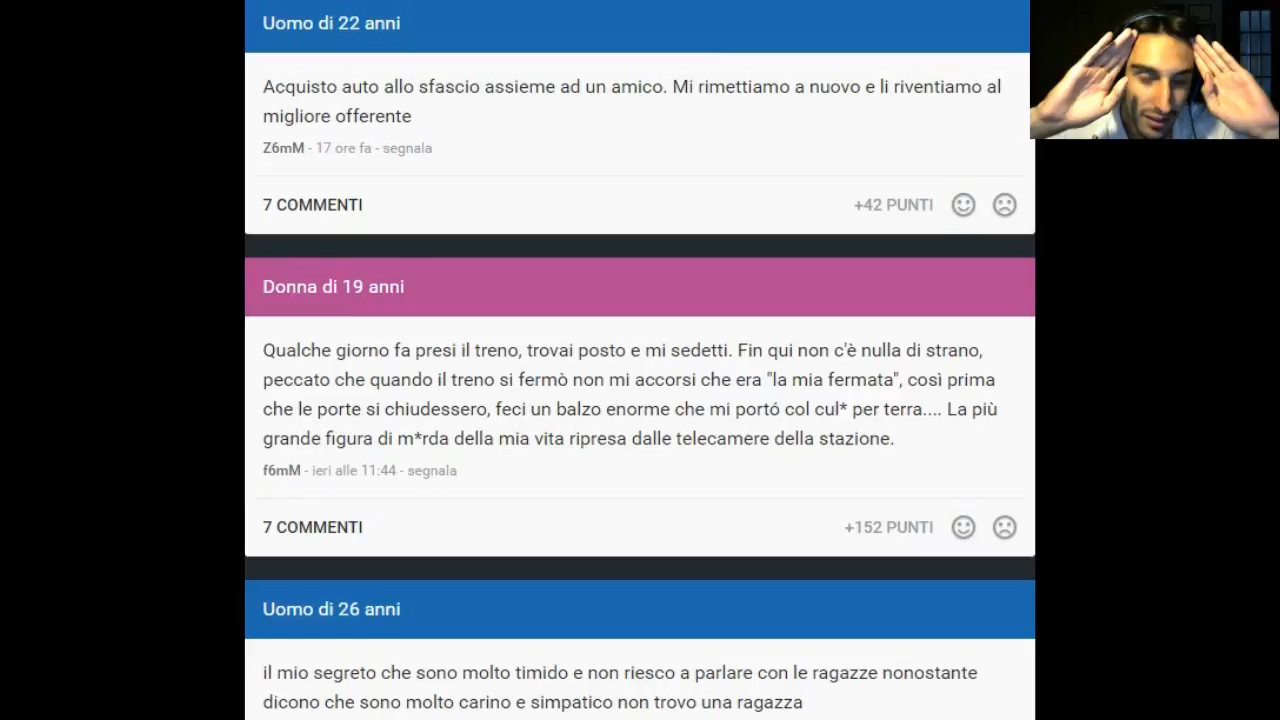 Uomo di 22 anni
Acquisto auto allo sfascio assieme ad un amico. Mi rimettiamo a nuovo e li riventiamo al
migliore offerente
Z6mM - 17 ore fa - segnala
7 COMMENTI
+42 PUNTI
Donna di 19 anni
Qualche giorno fa presi il treno, trovai posto e mi sedetti. Fin qui non c'è nulla di strano,
peccato che quando il treno si fermò non mi accorsi che era "la mia fermata", così prima
che le porte si chiudessero, feci un balzo enorme che mi portó col cul* per terra.... La più
grande figura di m*rda della mia vita ripresa dalle telecamere della stazione.
f6mM - ieri alle 11:44 - segnala
7 COMMENTI
+152 PUNTI
Uomo di 26 anni
il mio segreto che sono molto timido e non riesco a parlare con le ragazze nonostante
dicono che sono molto carino e simpatico non trovo una ragazza